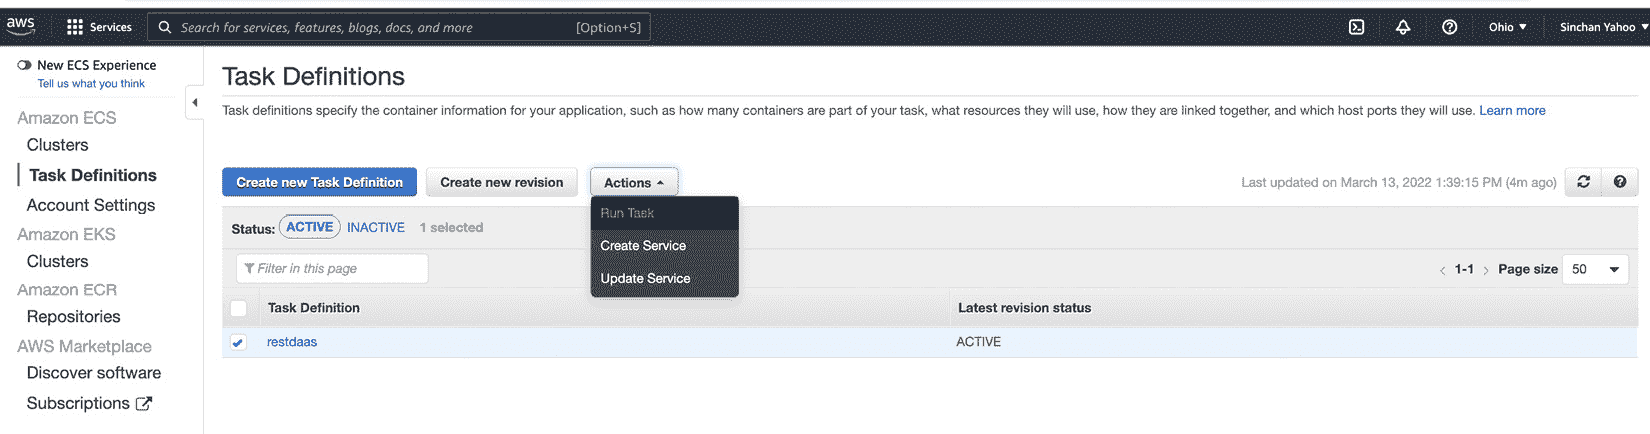 aws Services Search for services, features, blogs, docs, and more [Option+S] Ohio Sinchan Yahoo
New ECS Experience
Tell us what you think
Amazon ECS
Clusters
Task Definitions
Account Settings
Amazon EKS
Clusters
Amazon ECR
Repositories
AWS Marketplace
Discover software
Subscriptions
Task Definitions
Task definitions specify the container information for your application, such as how many containers are part of your task, what resources they will use, how they are linked together, and which host ports they will use. Learn more
Create new Task Definition Create new revision Actions Last updated on March 13, 2022 1:39:15 PM (4m ago)
Run Task
Create Service
Update Service
Status: ACTIVE INACTIVE 1 selected
Filter in this page 1-1 Page size 50
Task Definition Latest revision status
restdaas ACTIVE